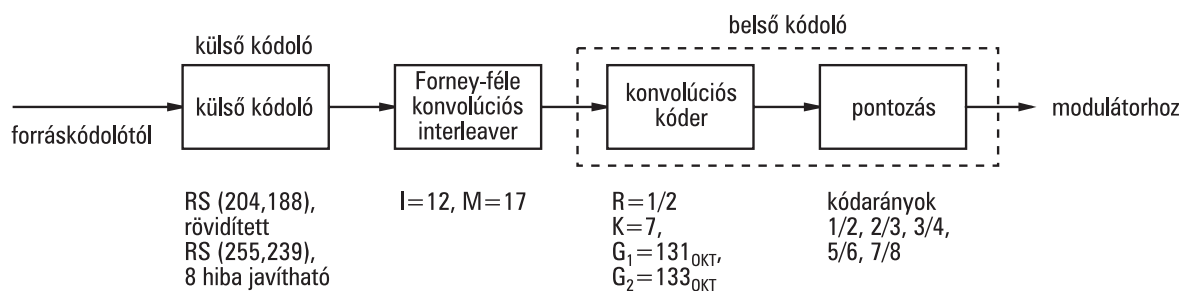 belső kódoló
külső kódoló
forráskódolótól
külső kódoló
Forney-féle
konvolúciós
interleaver
konvolúciós
kóder
pontozás
modulátorhoz
RS (204,188),
rövidített
RS (255,239),
8 hiba javítható
I=12, M=17
R=1/2
K=7,
G₁=131OKT,
G₂=133OKT
kódarányok
1/2, 2/3, 3/4,
5/6, 7/8